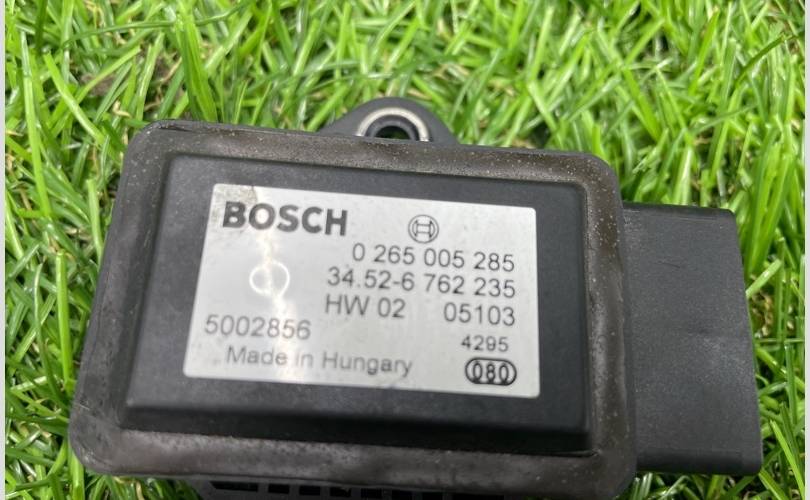 BOSCH
0 265 005 285
34.52-6 762 235
HW 02 05103
5002856 4295
Made in Hungary 080